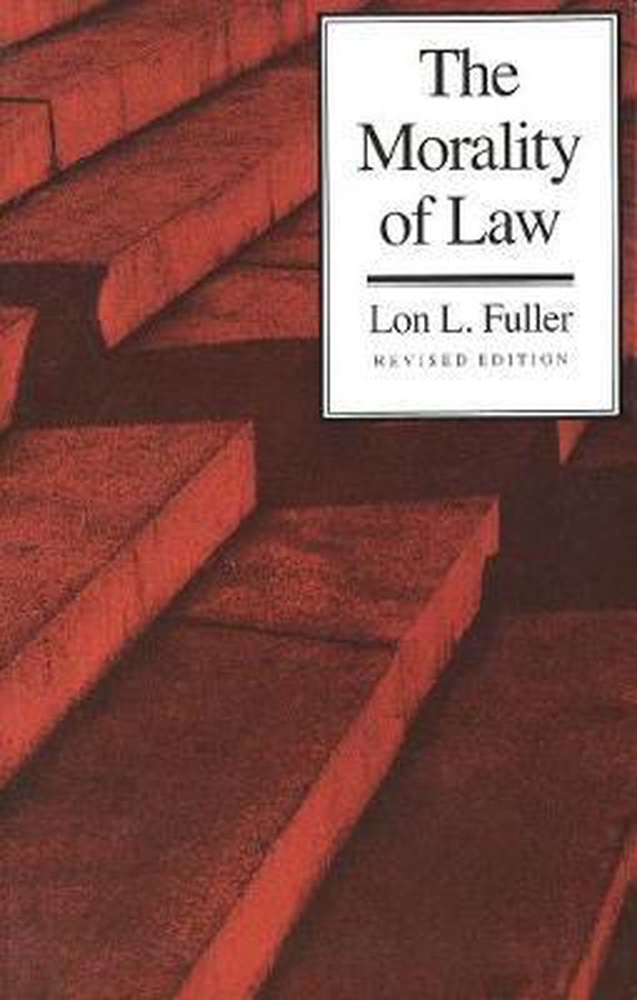 The
Morality
of Law
Lon L. Fuller
REVISED EDITION